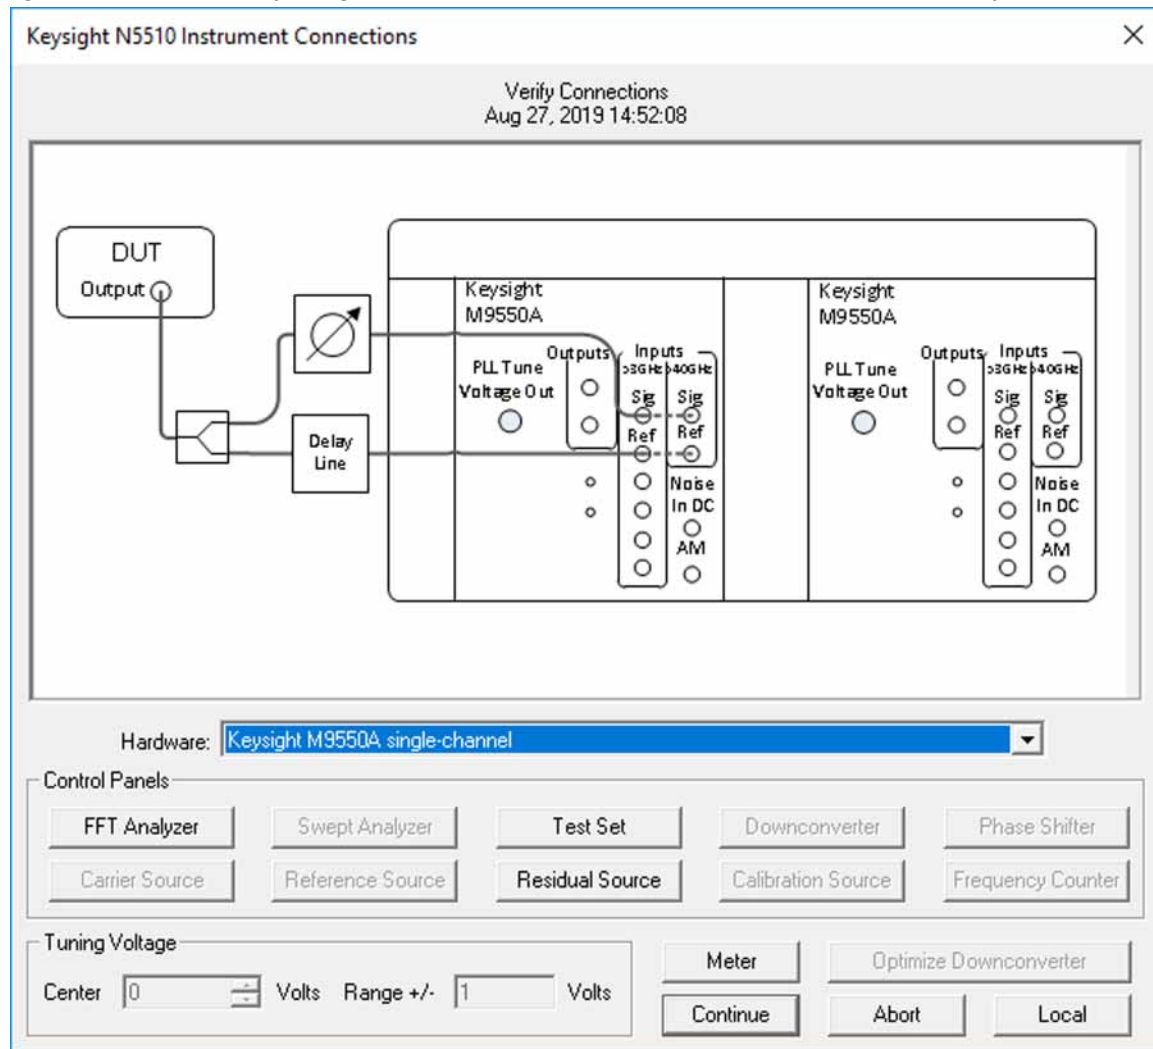 Keysight N5510 Instrument Connections
Verify Connections
Aug 27, 2019 14:52:08
DUT
Output
Delay
Line
Keysight
M9550A
PLL Tune
Voltage Out
Outputs
Inputs
>3GHz
>40GHz
Sig
Sig
Ref
Ref
Noise
In DC
AM
Keysight
M9550A
PLL Tune
Voltage Out
Outputs
Inputs
>3GHz
>40GHz
Sig
Sig
Ref
Ref
Noise
In DC
AM
Hardware: Keysight M9550A single-channel
Control Panels
FFT Analyzer
Swept Analyzer
Test Set
Downconverter
Phase Shifter
Carrier Source
Reference Source
Residual Source
Calibration Source
Frequency Counter
Tuning Voltage
Center 0 Volts Range +/- 1 Volts
Meter
Optimize Downconverter
Continue
Abort
Local